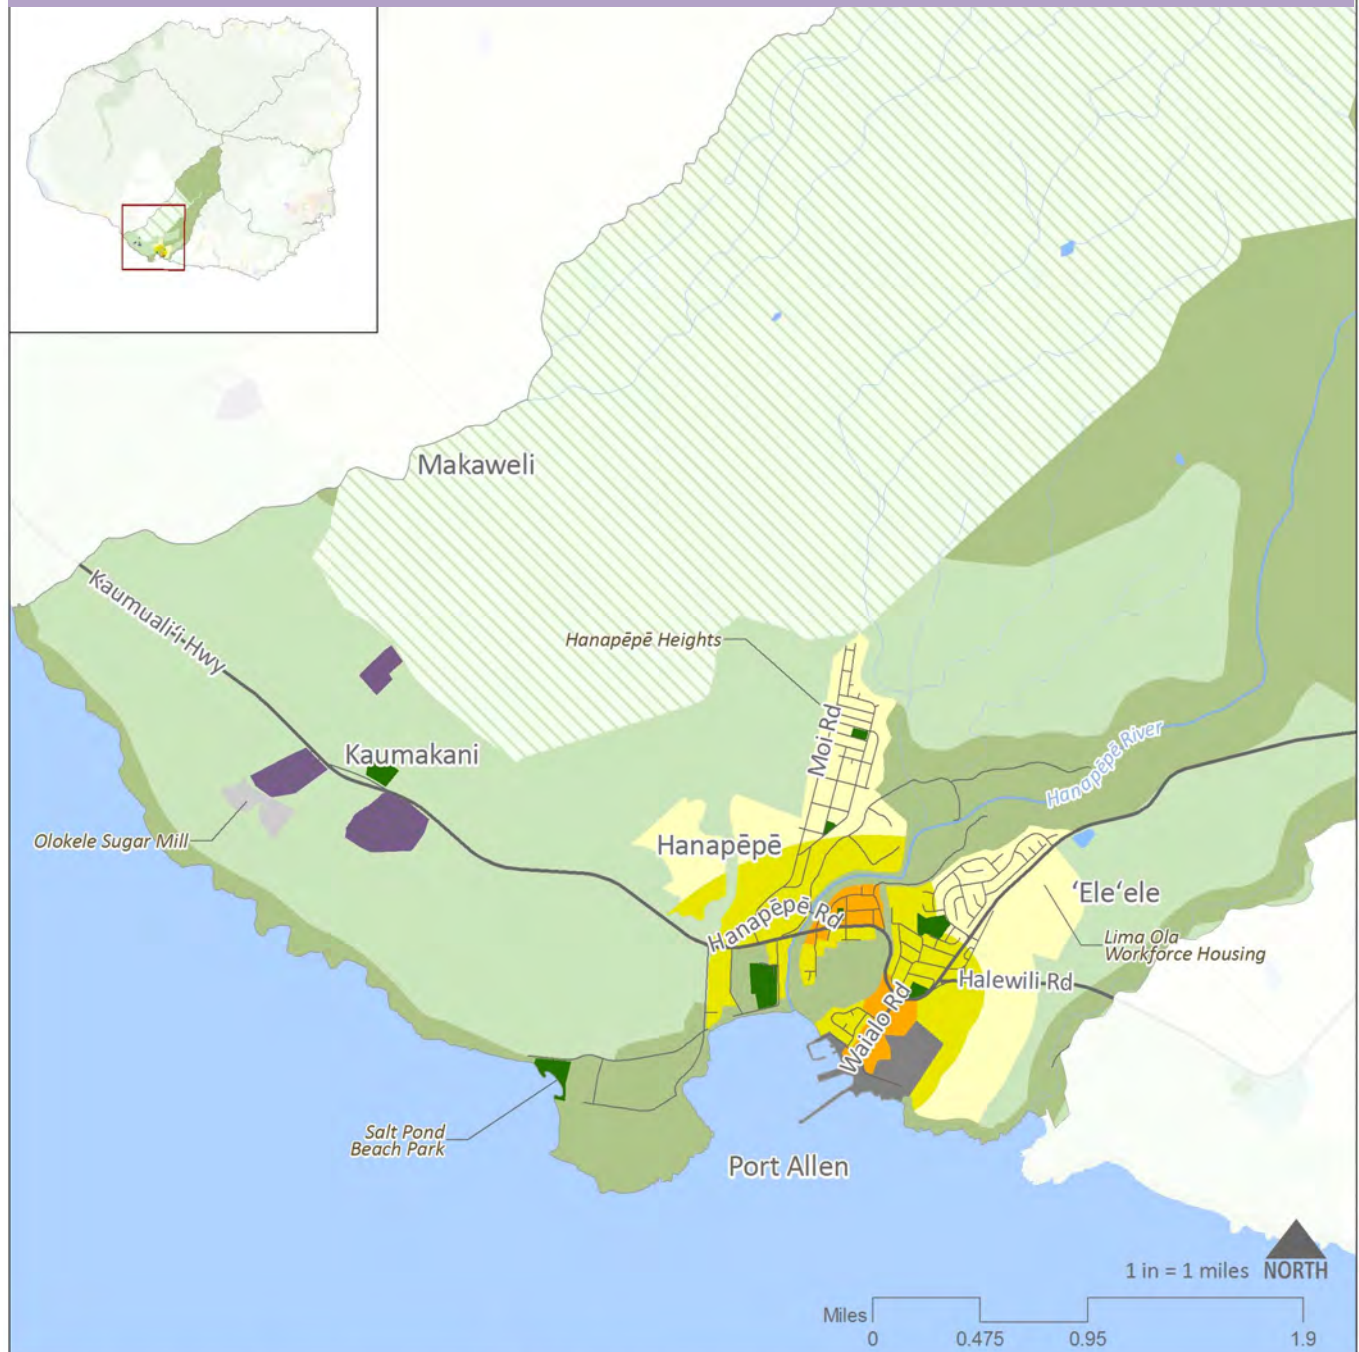 Makaweli
Kaumualiʻi Hwy
Hanapēpē Heights
Moi Rd
Kaumakani
Hanapēpē River
Olokele Sugar Mill
Hanapēpē
ʻEleʻele
Hanapēpē Rd
Lima Ola
Workforce Housing
Halewili Rd
Waialo Rd
Salt Pond
Beach Park
Port Allen
1 in = 1 miles
NORTH
Miles
0 0.475 0.95 1.9